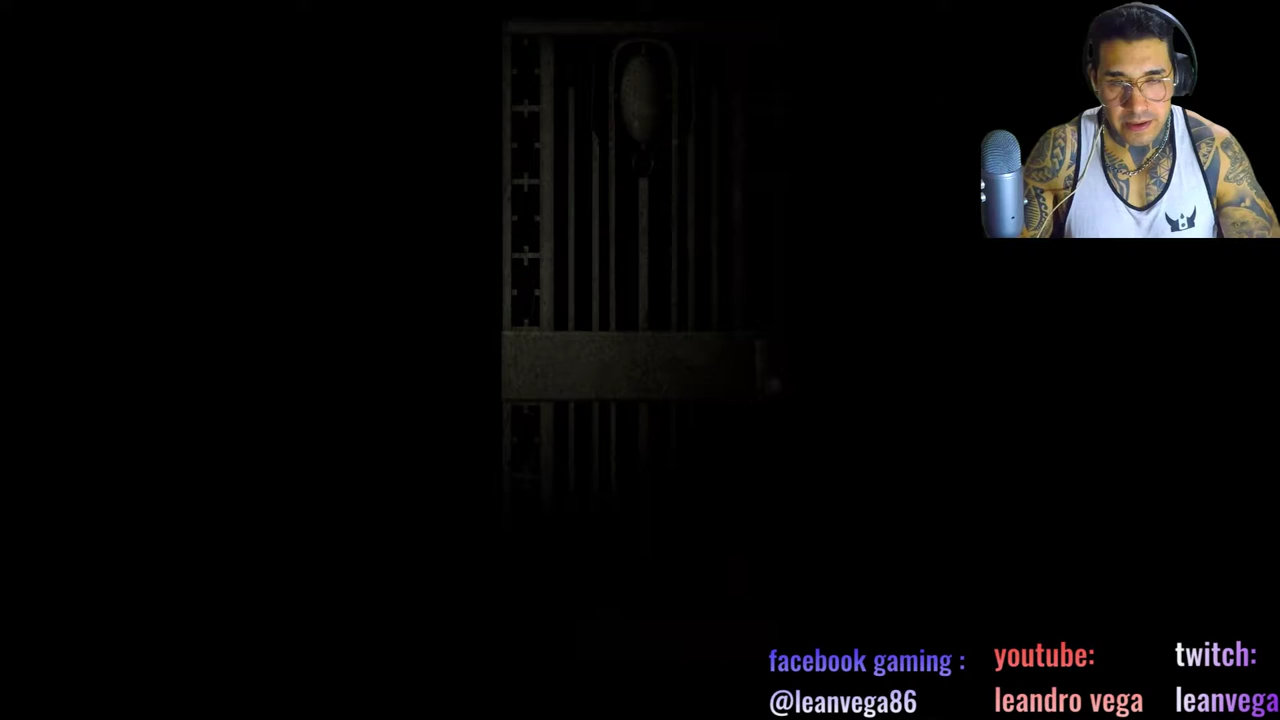 facebook gaming :
@leanvega86
youtube:
leandro vega
twitch:
leanvega